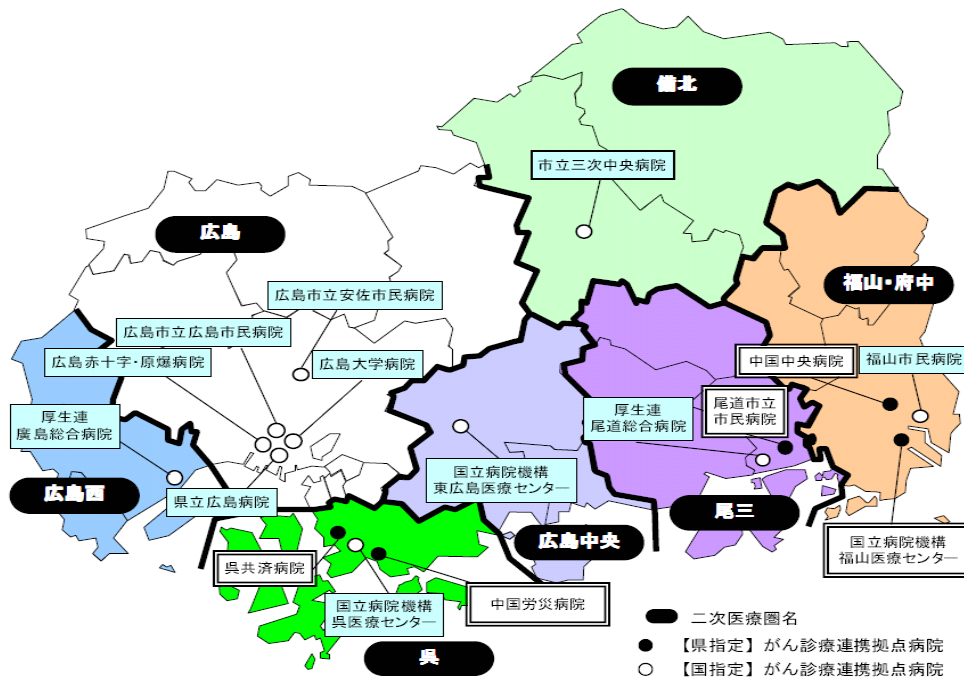 備北
市立三次中央病院
広島
福山・府中
広島市立安佐市民病院
広島市立広島市民病院
広島赤十字・原爆病院
広島大学病院
中国中央病院
福山市民病院
厚生連
廣島総合病院
厚生連
尾道総合病院
尾道市立
市民病院
広島西
県立広島病院
国立病院機構
東広島医療センター
尾三
広島中央
国立病院機構
福山医療センター
呉共済病院
国立病院機構
呉医療センター
中国労災病院
呉
二次医療圏名
【県指定】がん診療連携拠点病院
【国指定】がん診療連携拠点病院